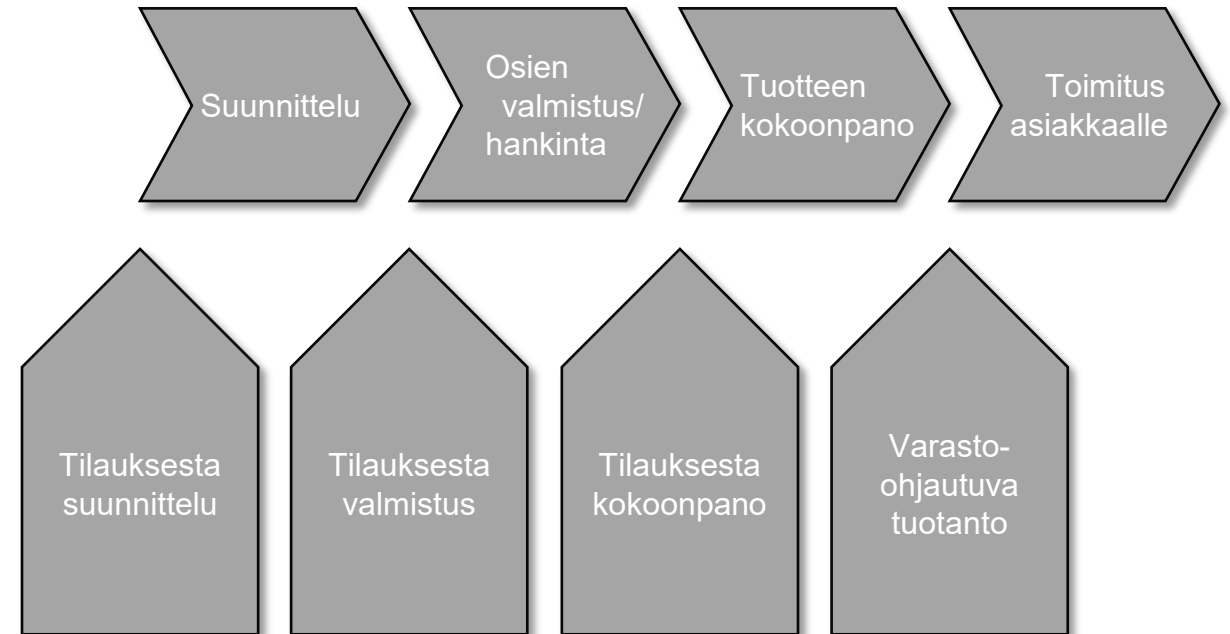 Suunnittelu
Osien
valmistus/
hankinta
Tuotteen
kokoonpano
Toimitus
asiakkaalle
Tilauksesta
suunnittelu
Tilauksesta
valmistus
Tilauksesta
kokoonpano
Varasto-
ohjautuva
tuotanto